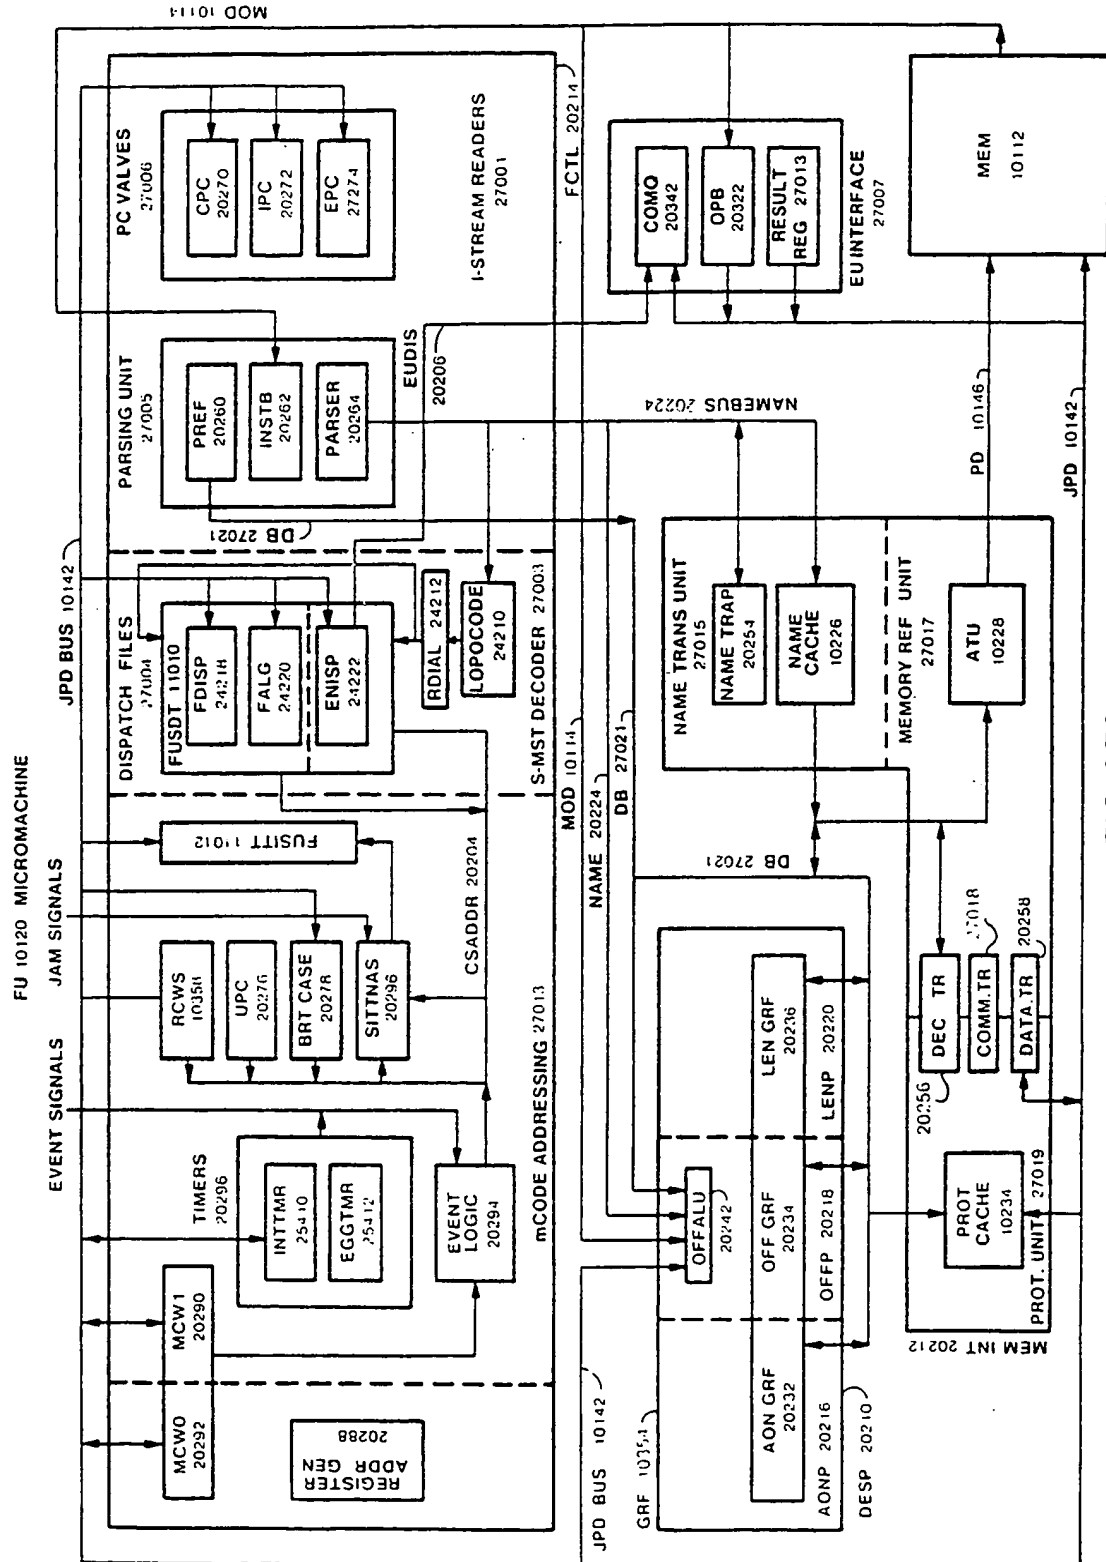 FU 10120 MICROMACHINE
EVENT SIGNALS
JAM SIGNALS
JPD BUS 10142
MOD 10114
MCW0
20292
MCW1
20290
REGISTER
ADDR GEN
20288
TIMERS
20296
INTTMR
25410
EGGTMR
25412
EVENT
LOGIC
20294
mCODE ADDRESSING 27013
RCWS
10358
UPC
20276
BRT CASE
20278
SITTNAS
20296
FUSITT 11012
CSADDR 20204
DISPATCH FILES
27004
FUSDT 11010
FDISP
24218
FALG
24220
ENISP
24222
RDIAL 24212
LOPOCODE
24210
S-MST DECODER 27003
PARSING UNIT
27005
PREF
20260
INSTB
20262
PARSER
20264
DB 27021
PC VALVES
27006
CPC
20270
IPC
20272
EPC
27274
I-STREAM READERS
27001
EUDIS
20206
FCTL 20214
JPD BUS 10142
MOD 10114
NAME 20224
DB 27021
NAMEBUS 20224
COMQ
20342
OPB
20322
RESULT
REG 27013
EU INTERFACE
27007
GRF 10354
OFFALU
20242
AON GRF
20232
OFF GRF
20234
LEN GRF
20236
AONP 20216
OFFP 20218
LENP 20220
DESP 20210
DB 27021
NAME TRANS UNIT
27015
NAME TRAP
20254
NAME
CACHE
10226
MEMORY REF UNIT
27017
ATU
10228
PD 10146
JPD 10142
MEM
10112
DEC TR
20256
COMM.TR
27018
DATA.TR
20258
PROT
CACHE
10234
PROT. UNIT 27019
MEM INT 20212